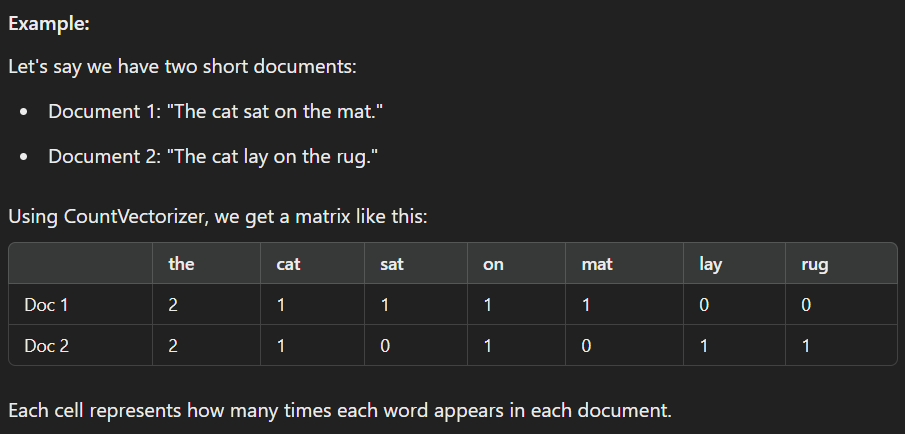 Example:
Let's say we have two short documents:
• Document 1: "The cat sat on the mat."
• Document 2: "The cat lay on the rug."
Using CountVectorizer, we get a matrix like this:
the cat sat on mat lay rug
Doc 1 2 1 1 1 1 0 0
Doc 2 2 1 0 1 0 1 1
Each cell represents how many times each word appears in each document.